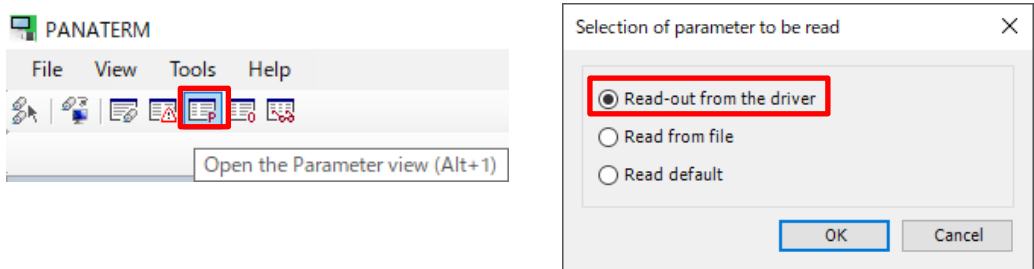 PANATERM
File View Tools Help
Open the Parameter view (Alt+1)
Selection of parameter to be read
Read-out from the driver
Read from file
Read default
OK Cancel